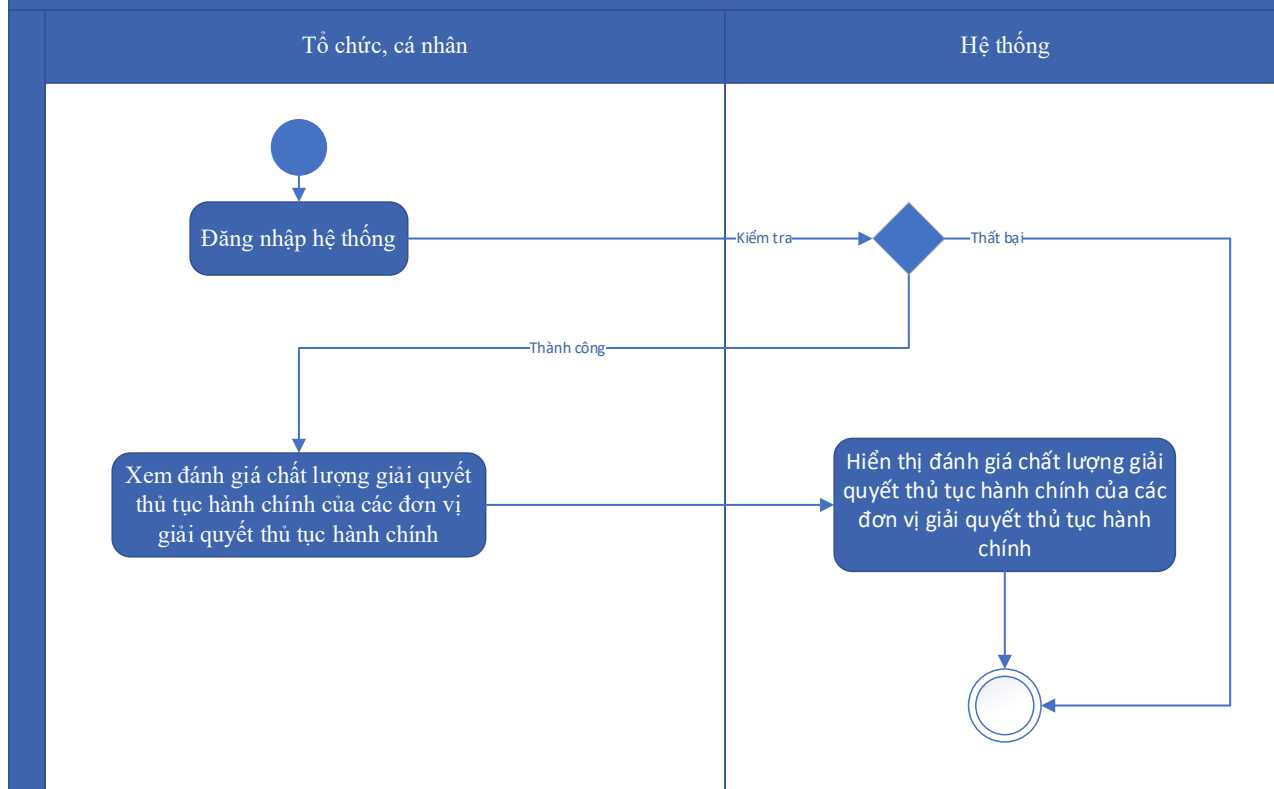 Tổ chức, cá nhân
Hệ thống
Đăng nhập hệ thống
Kiểm tra
Thất bại
Thành công
Xem đánh giá chất lượng giải quyết
thủ tục hành chính của các đơn vị
giải quyết thủ tục hành chính
Hiển thị đánh giá chất lượng giải
quyết thủ tục hành chính của các
đơn vị giải quyết thủ tục hành
chính